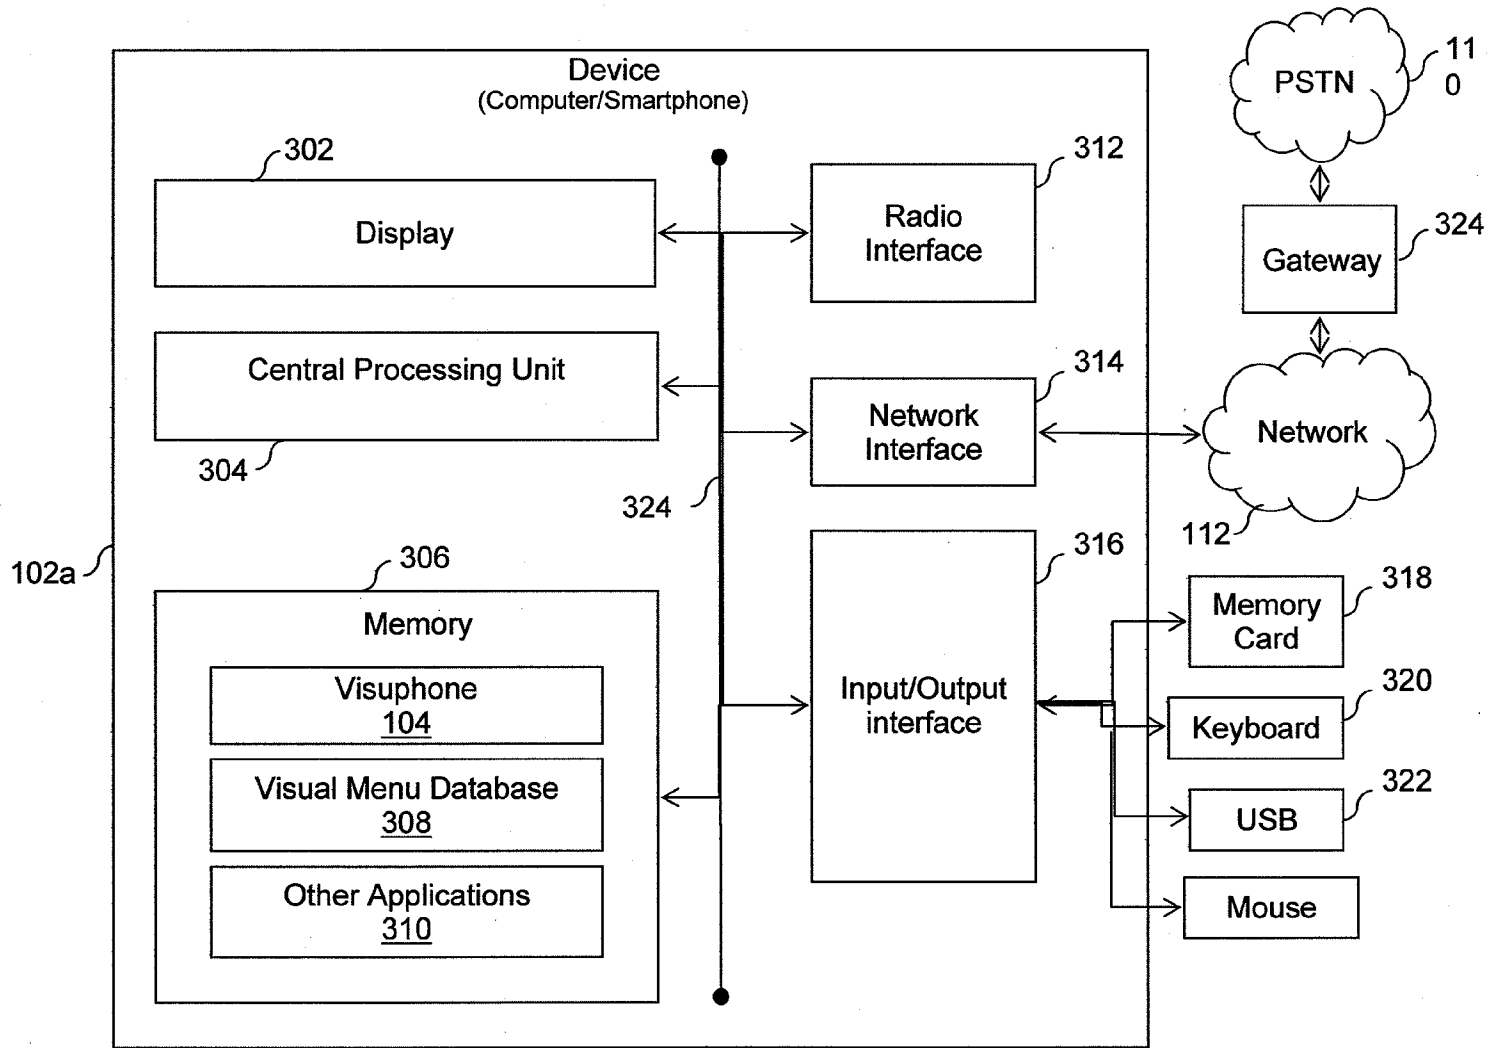 Device
(Computer/Smartphone)
PSTN
11
0
302
Display
312
Radio
Interface
Gateway
324
Central Processing Unit
304
314
Network
Interface
Network
112
324
102a
306
Memory
Visuphone
104
Visual Menu Database
308
Other Applications
310
316
Input/Output
interface
318
Memory
Card
320
Keyboard
322
USB
Mouse